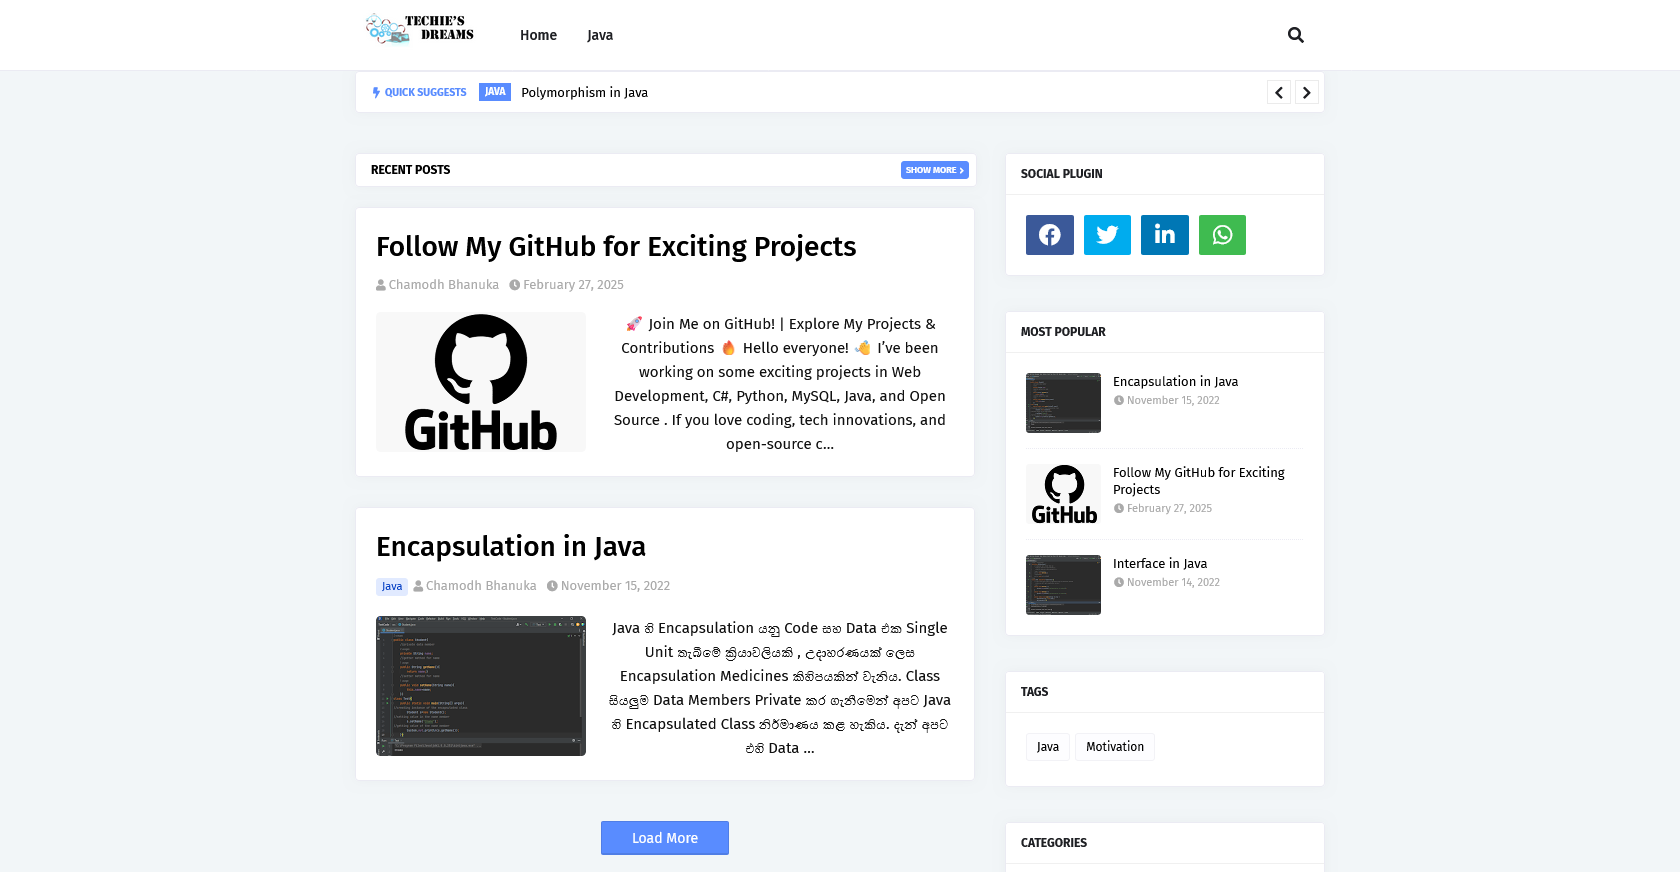 TECHIE'S
DREAMS
Home
Java
QUICK SUGGESTS
JAVA
Polymorphism in Java
RECENT POSTS
SHOW MORE
Follow My GitHub for Exciting Projects
Chamodh Bhanuka
February 27, 2025
GitHub
🚀 Join Me on GitHub! | Explore My Projects &
Contributions 🔥 Hello everyone! 👋 I've been
working on some exciting projects in Web
Development, C#, Python, MySQL, Java, and Open
Source . If you love coding, tech innovations, and
open-source c...
Encapsulation in Java
Java
Chamodh Bhanuka
November 15, 2022
Java හි Encapsulation යනු Code සහ Data එක Single
Unit තැබීමේ ක්‍රියාවලියකි , උදාහරණයක් ලෙස
Encapsulation Medicines කිහිපයකින් වැනිය. Class
සියලුම Data Members Private කර ගැනීමෙන් අපට Java
හි Encapsulated Class නිර්මාණය කළ හැකිය. දැන් අපට
එහි Data ...
Load More
SOCIAL PLUGIN
MOST POPULAR
Encapsulation in Java
November 15, 2022
GitHub
Follow My GitHub for Exciting
Projects
February 27, 2025
Interface in Java
November 14, 2022
TAGS
Java
Motivation
CATEGORIES